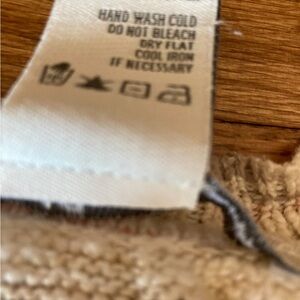 HAND WASH COLD
DO NOT BLEACH
DRY FLAT
COOL IRON
IF NECESSARY